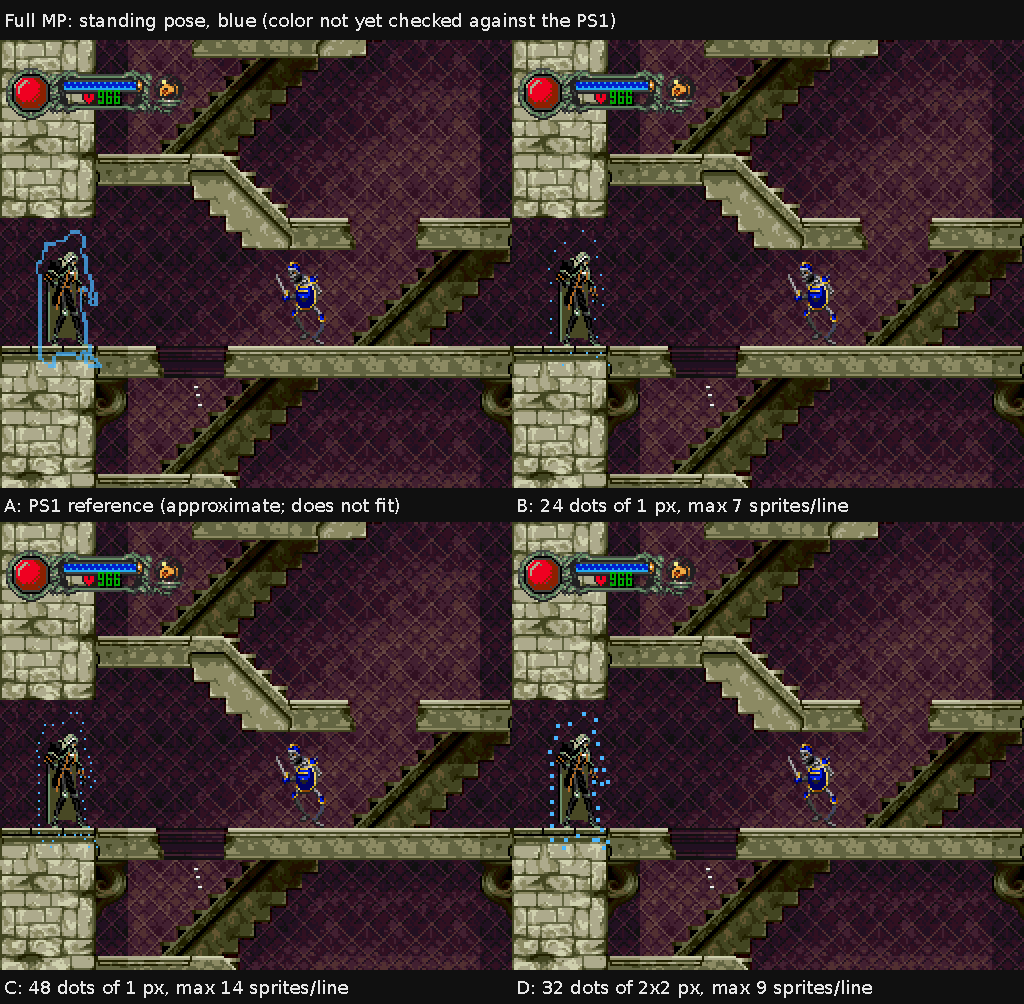 Full MP: standing pose, blue (color not yet checked against the PS1)
966
966
A: PS1 reference (approximate; does not fit)
B: 24 dots of 1 px, max 7 sprites/line
966
966
C: 48 dots of 1 px, max 14 sprites/line
D: 32 dots of 2x2 px, max 9 sprites/line